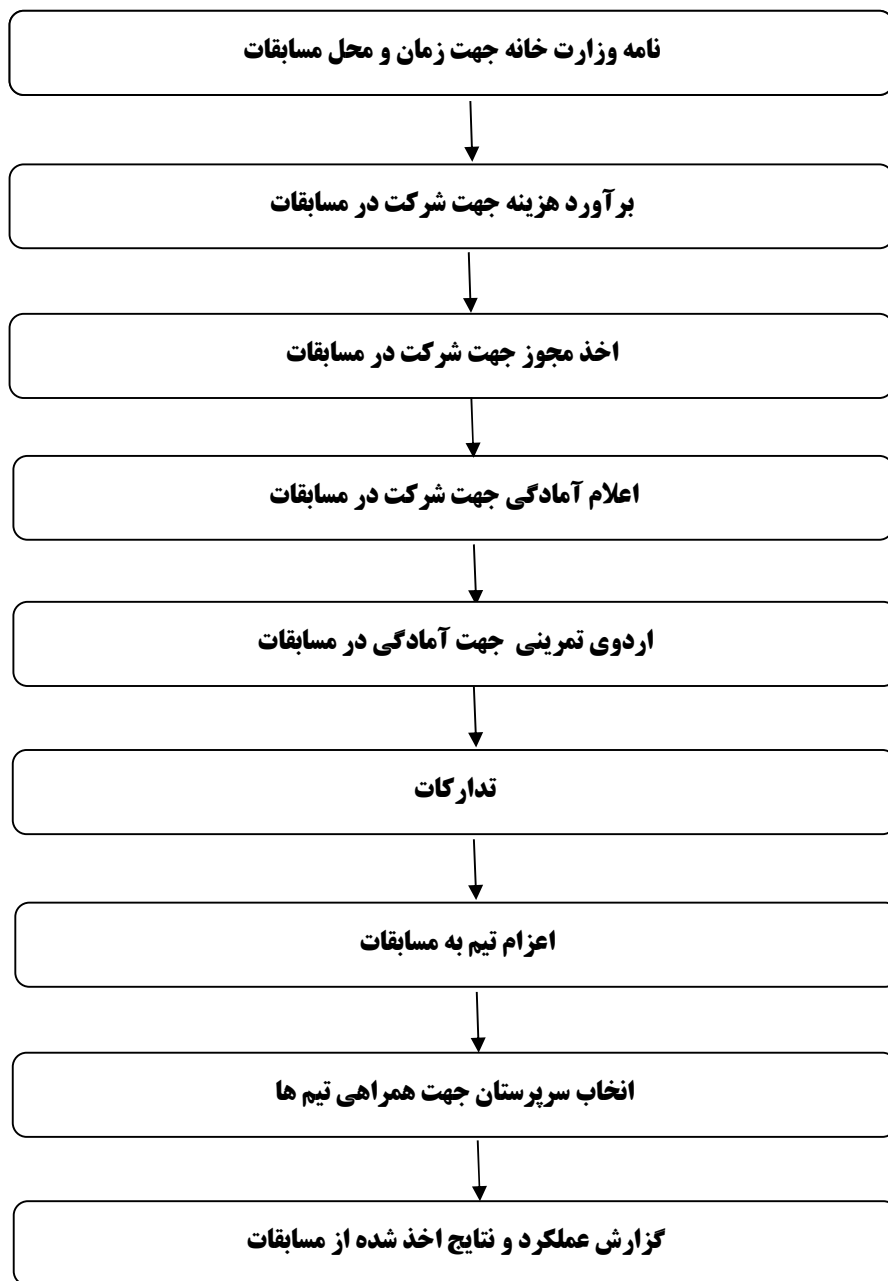 نامه وزارت خانه جهت زمان و محل مسابقات
برآورد هزینه جهت شرکت در مسابقات
اخذ مجوز جهت شرکت در مسابقات
اعلام آمادگی جهت شرکت در مسابقات
اردوی تمرینی جهت آمادگی در مسابقات
تدارکات
اعزام تیم به مسابقات
انخاب سرپرستان جهت همراهی تیم ها
گزارش عملکرد و نتایج اخذ شده از مسابقات